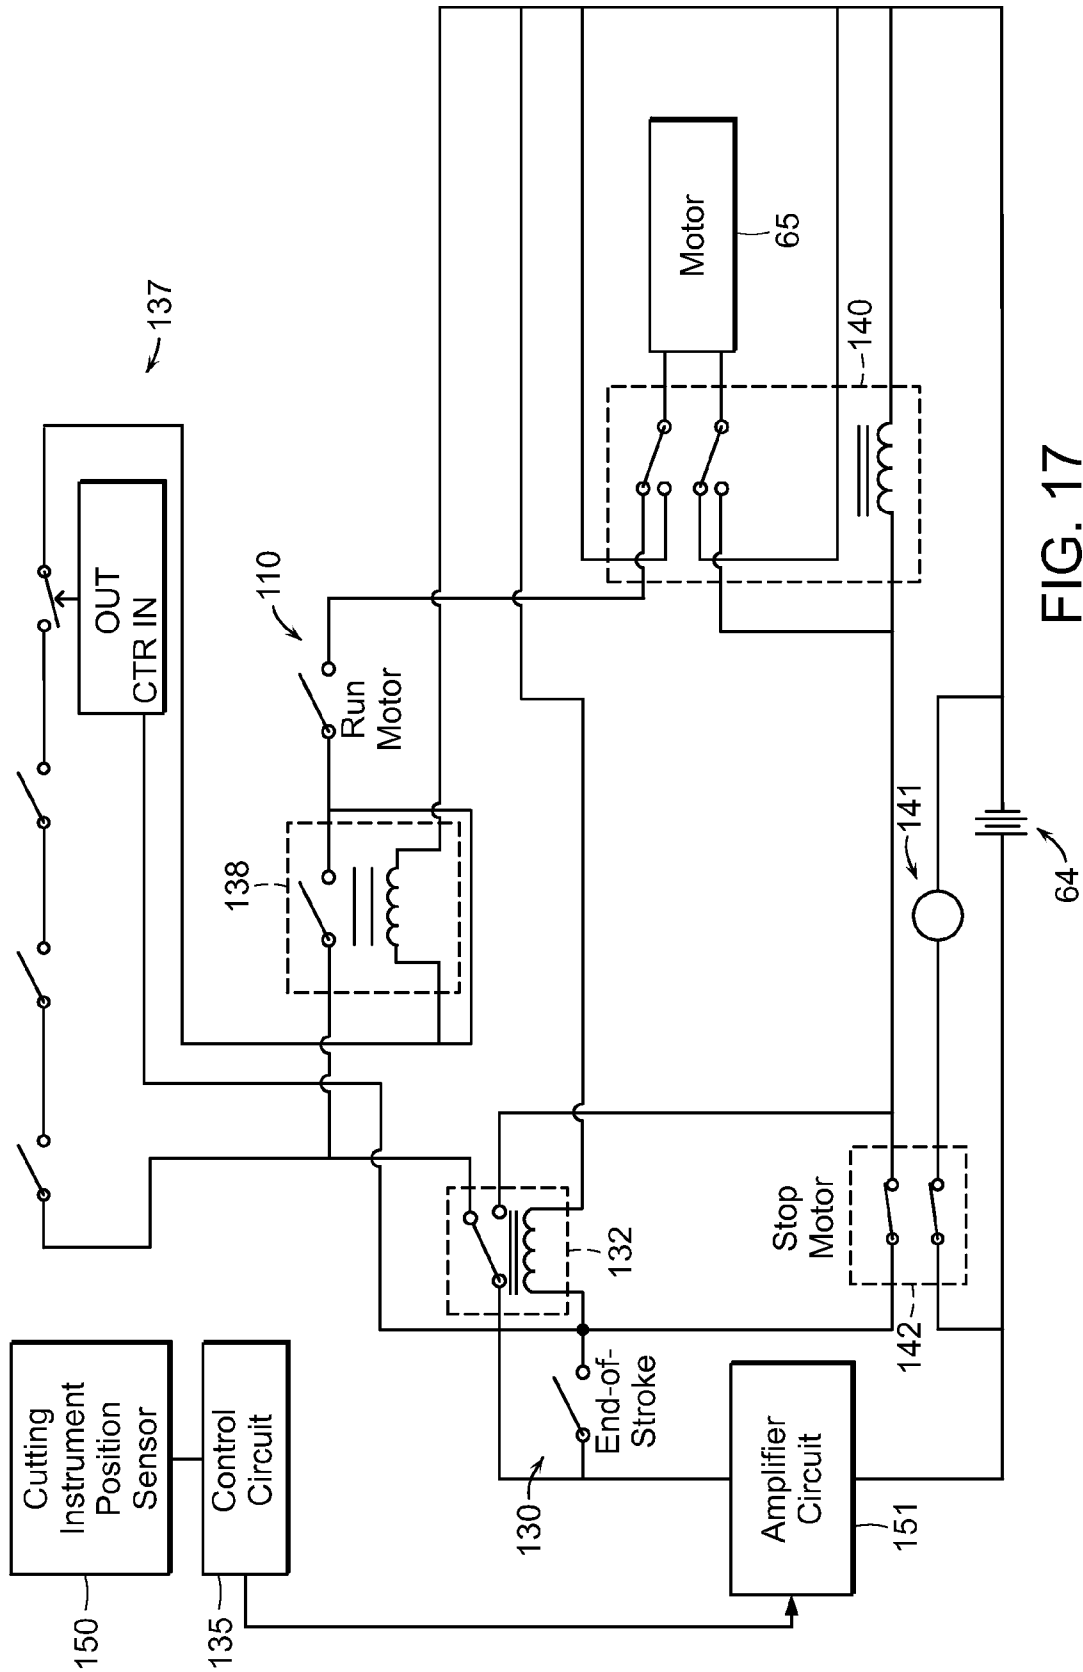 Cutting
Instrument
Position
Sensor
150
Control
Circuit
135
OUT
CTR IN
137
138
Run
Motor
110
132
End-of-
Stroke
130
Motor
65
140
Stop
Motor
142
141
64
Amplifier
Circuit
151
FIG. 17